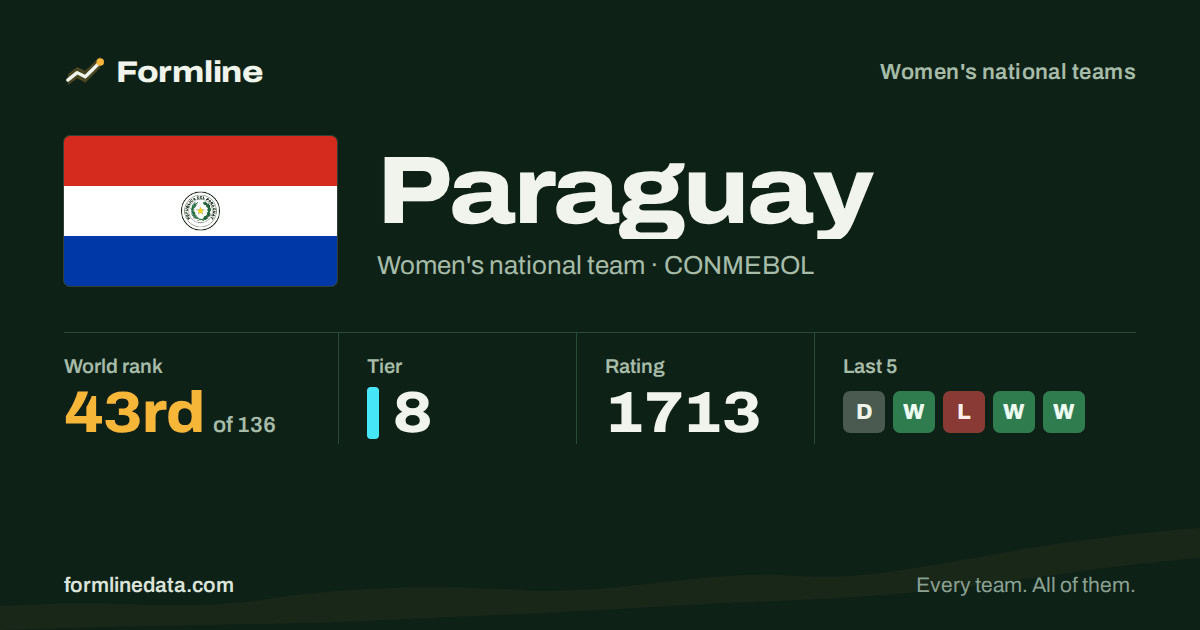 Formline
Women's national teams
Paraguay
Women's national team · CONMEBOL
World rank
43rd of 136
Tier
8
Rating
1713
Last 5
D W L W W
formlinedata.com
Every team. All of them.